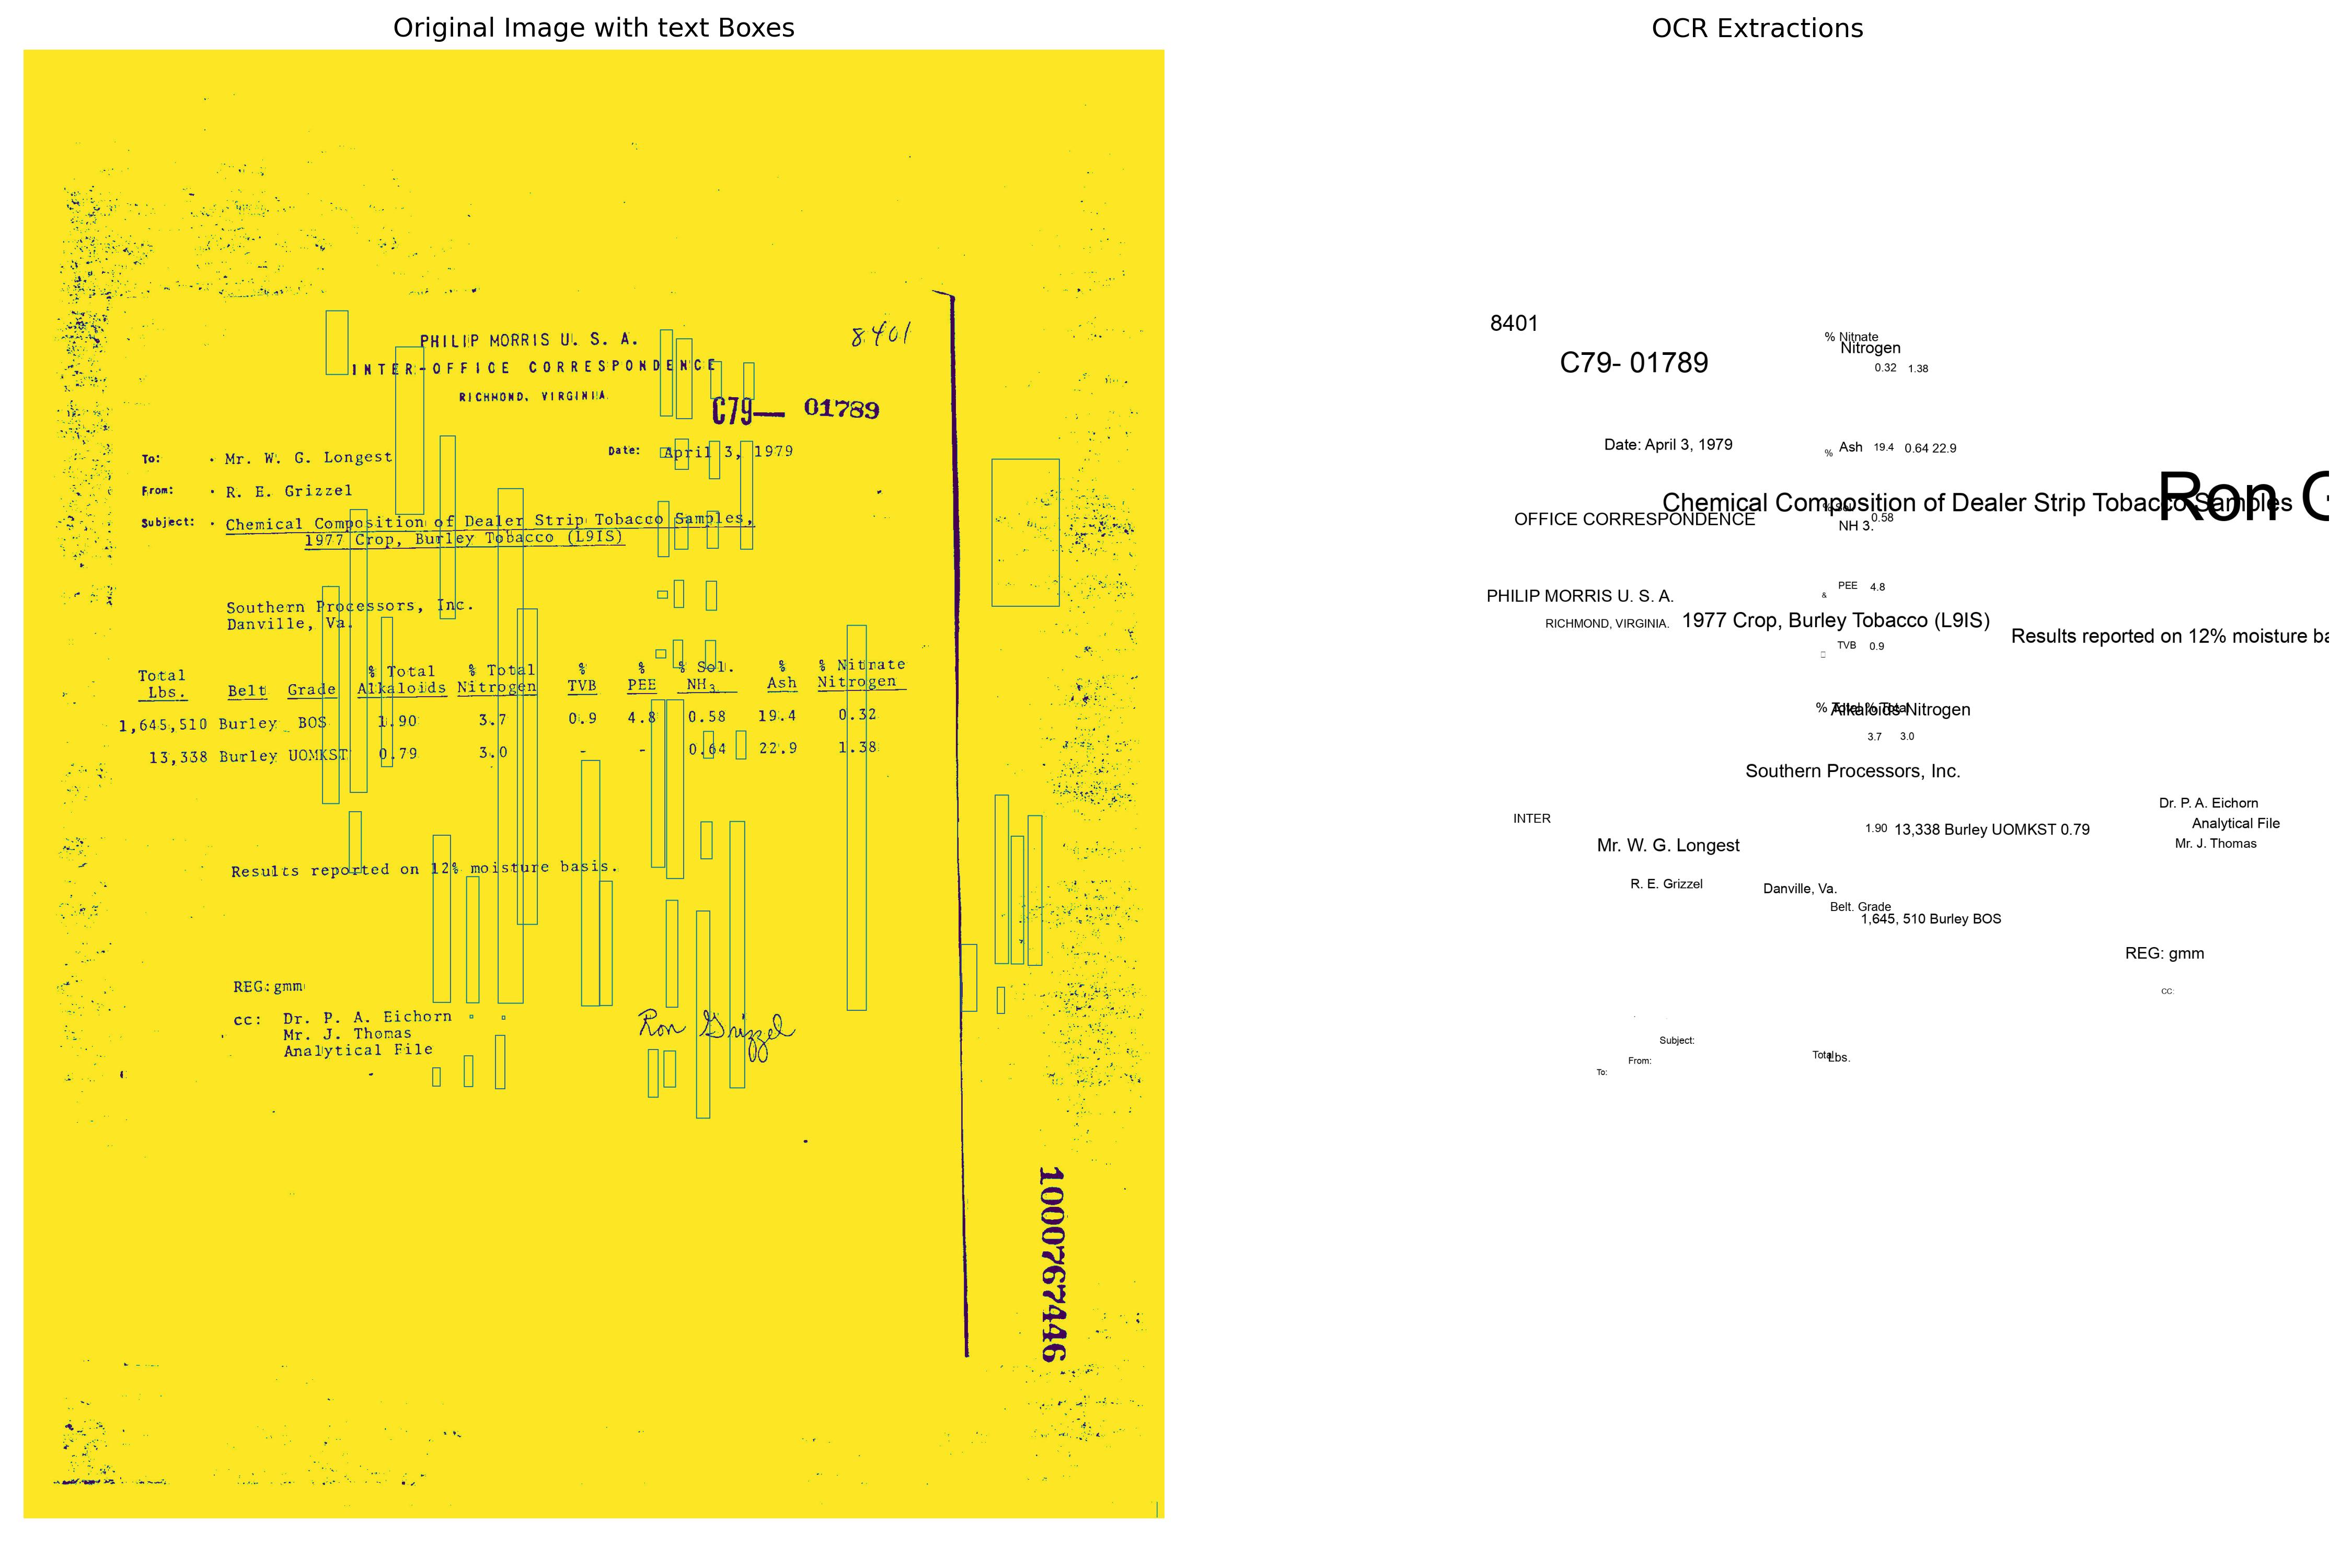 Original Image with text Boxes
PHILIP MORRIS U. S. A.
8401
INTER-OFFICE CORRESPONDENCE
RICHMOND, VIRGINIA
C79— 01789
To: Mr. W. G. Longest Date: April 3, 1979
From: R. E. Grizzel
Subject: Chemical Composition of Dealer Strip Tobacco Samples,
1977 Crop, Burley Tobacco (L9IS)
Southern Processors, Inc.
Danville, Va.
Total % Total % Total % % % Sol. % % Nitrate
Lbs. Belt Grade Alkaloids Nitrogen TVB PEE NH3 Ash Nitrogen
1,645,510 Burley BOS 1.90 3.7 0.9 4.8 0.58 19.4 0.32
13,338 Burley UOMKST 0.79 3.0 - - 0.64 22.9 1.38
Results reported on 12% moisture basis.
REG:gmm
cc: Dr. P. A. Eichorn
Mr. J. Thomas
Analytical File
Ron Grizzel
1000767446
OCR Extractions
8401
% Nitnate
Nitrogen
C79- 01789
0.32 1.38
Date: April 3, 1979
% Ash 19.4 0.64 22.9
Ron G
Chemical Composition of Dealer Strip Tobacco Samples
OFFICE CORRESPONDENCE
% Sol. 0.58
NH 3.
PEE 4.8
&
PHILIP MORRIS U. S. A.
RICHMOND, VIRGINIA. 1977 Crop, Burley Tobacco (L9IS)
Results reported on 12% moisture ba
TVB 0.9
% Total % Total
Alkaloids Nitrogen
3.7 3.0
Southern Processors, Inc.
Dr. P. A. Eichorn
INTER
Analytical File
1.90 13,338 Burley UOMKST 0.79
Mr. W. G. Longest
Mr. J. Thomas
R. E. Grizzel
Danville, Va.
Belt. Grade
1,645, 510 Burley BOS
REG: gmm
CC:
Subject:
Total
Lbs.
From:
To: